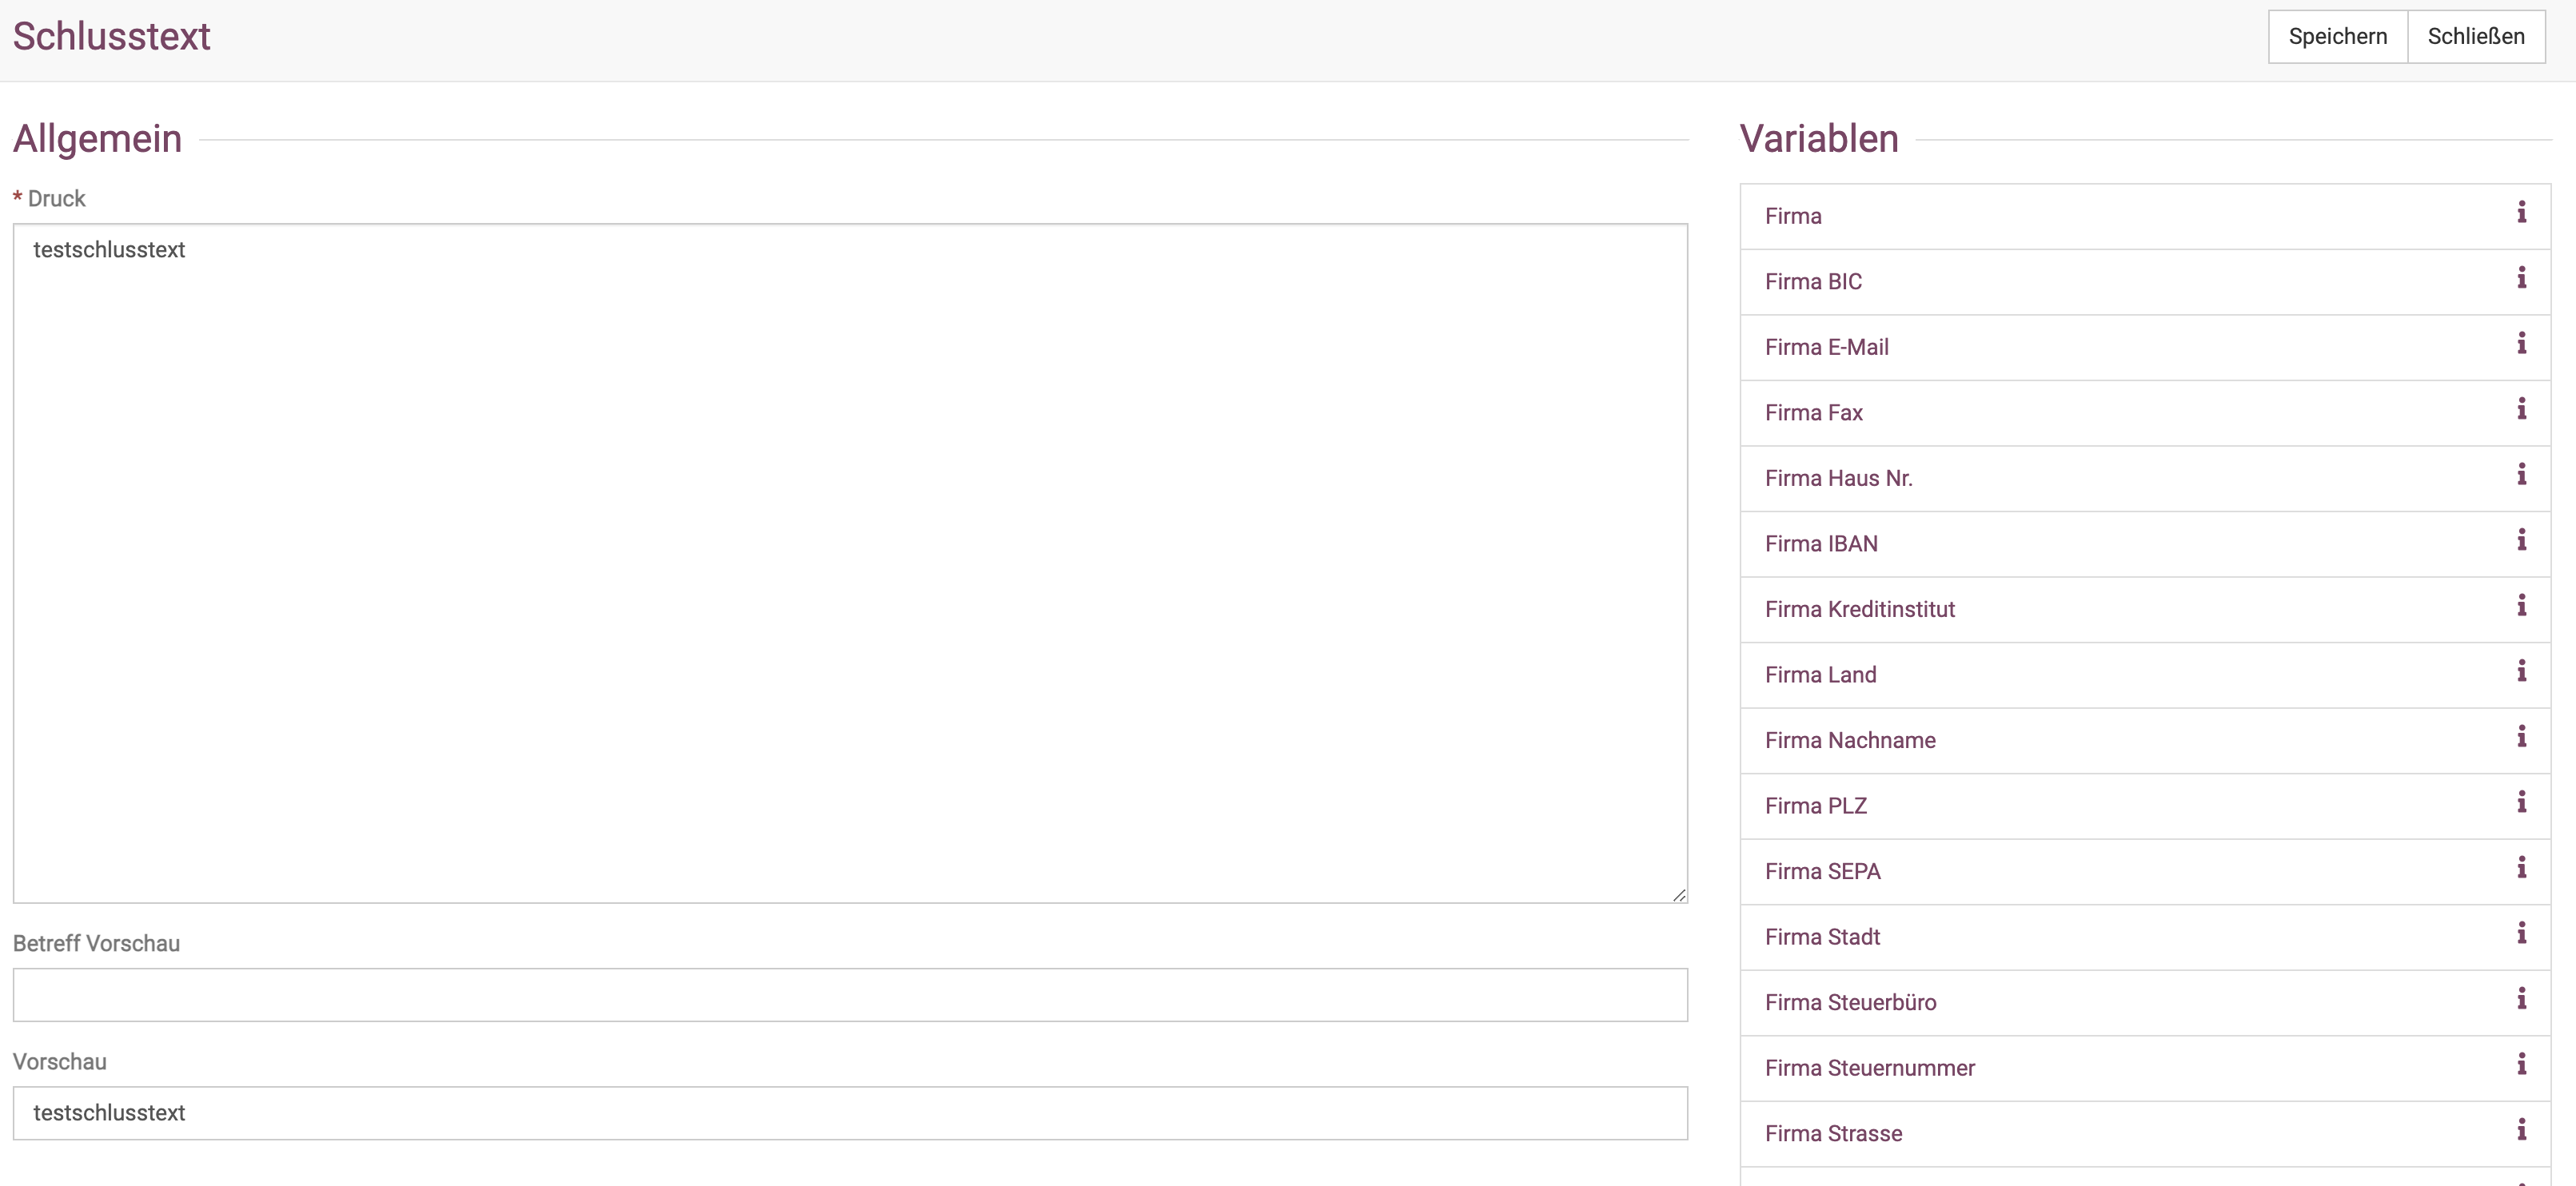 Schlusstext
Speichern
Schließen
Allgemein
* Druck
testschlusstext
Betreff Vorschau
Vorschau
testschlusstext
Variablen
Firma
Firma BIC
Firma E-Mail
Firma Fax
Firma Haus Nr.
Firma IBAN
Firma Kreditinstitut
Firma Land
Firma Nachname
Firma PLZ
Firma SEPA
Firma Stadt
Firma Steuerbüro
Firma Steuernummer
Firma Strasse